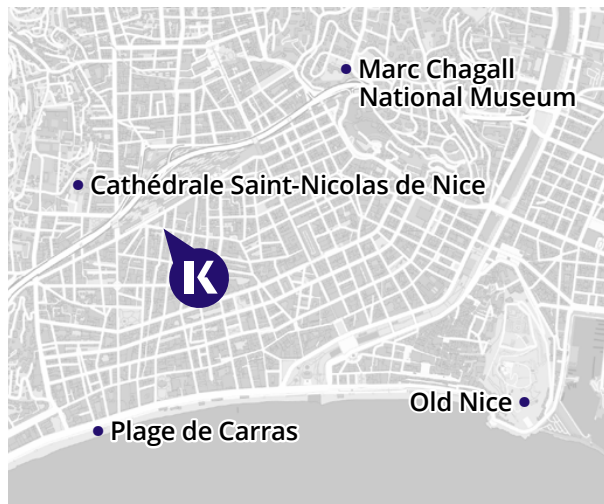 Marc Chagall
National Museum
Cathédrale Saint-Nicolas de Nice
K
Old Nice
Plage de Carras